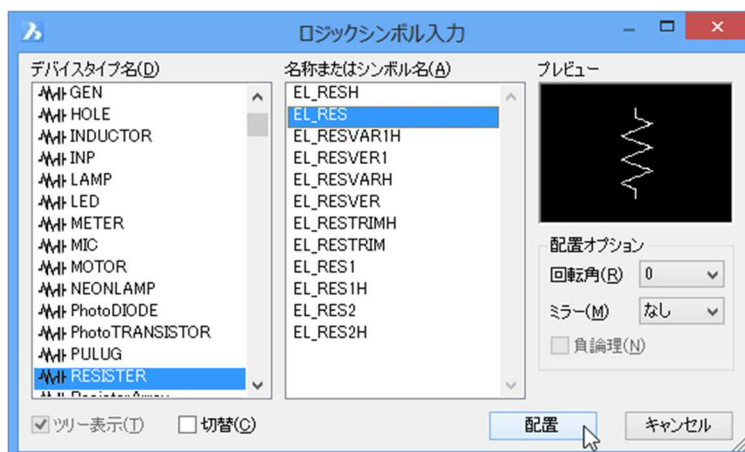 ロジックシンボル入力
デバイスタイプ名(D)
GEN
HOLE
INDUCTOR
INP
LAMP
LED
METER
MIC
MOTOR
NEONLAMP
PhotoDIODE
PhotoTRANSISTOR
PULUG
RESISTER
名称またはシンボル名(A)
EL_RESH
EL_RES
EL_RESVAR1H
EL_RESVER1
EL_RESVARH
EL_RESVER
EL_RESTRIMH
EL_RESTRIM
EL_RES1
EL_RES1H
EL_RES2
EL_RES2H
プレビュー
配置オプション
回転角(R) 0
ミラー(M) なし
負論理(N)
ツリー表示(T) 切替(C) 配置 キャンセル